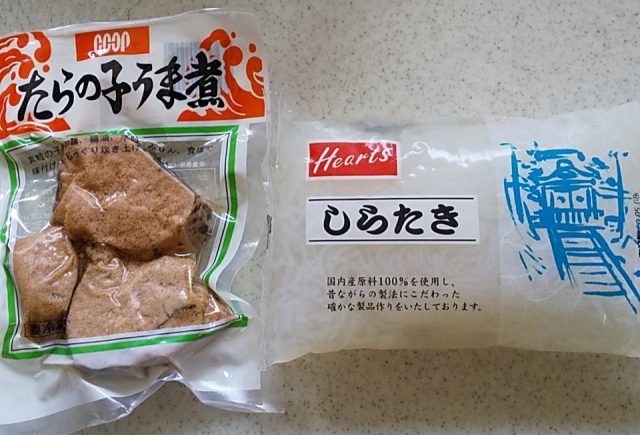 coop
たらの子うま煮
Hearts
しらたき
国内産原料100%を使用し、
昔ながらの製法にこだわった
確かな製品作りをいたしております。